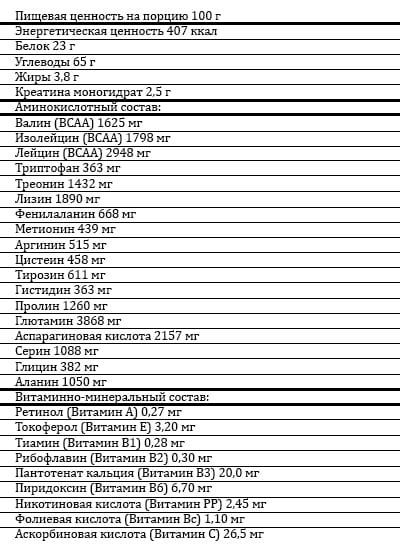 Пищевая ценность на порцию 100 г
Энергетическая ценность 407 ккал
Белок 23 г
Углеводы 65 г
Жиры 3,8 г
Креатина моногидрат 2,5 г
Аминокислотный состав:
Валин (BCAA) 1625 мг
Изолейцин (BCAA) 1798 мг
Лейцин (BCAA) 2948 мг
Триптофан 363 мг
Треонин 1432 мг
Лизин 1890 мг
Фенилаланин 668 мг
Метионин 439 мг
Аргинин 515 мг
Цистеин 458 мг
Тирозин 611 мг
Гистидин 363 мг
Пролин 1260 мг
Глютамин 3868 мг
Аспарагиновая кислота 2157 мг
Серин 1088 мг
Глицин 382 мг
Аланин 1050 мг
Витаминно-минеральный состав:
Ретинол (Витамин А) 0,27 мг
Токоферол (Витамин Е) 3,20 мг
Тиамин (Витамин В1) 0,28 мг
Рибофлавин (Витамин В2) 0,30 мг
Пантотенат кальция (Витамин В3) 20,0 мг
Пиридоксин (Витамин В6) 6,70 мг
Никотиновая кислота (Витамин РР) 2,45 мг
Фолиевая кислота (Витамин Вс) 1,10 мг
Аскорбиновая кислота (Витамин С) 26,5 мг